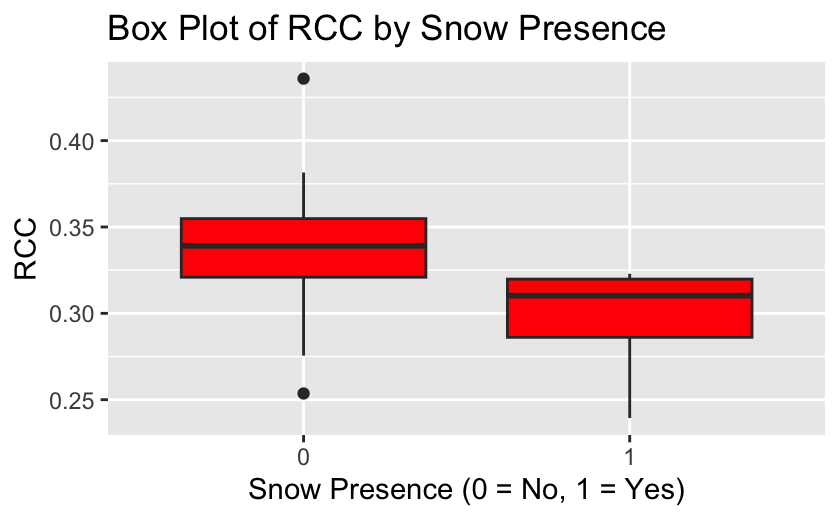 Box Plot of RCC by Snow Presence
0.40
0.35
0.30
0.25
RCC
0
1
Snow Presence (0 = No, 1 = Yes)